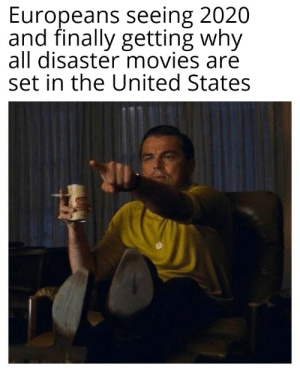 Europeans seeing 2020
and finally getting why
all disaster movies are
set in the United States